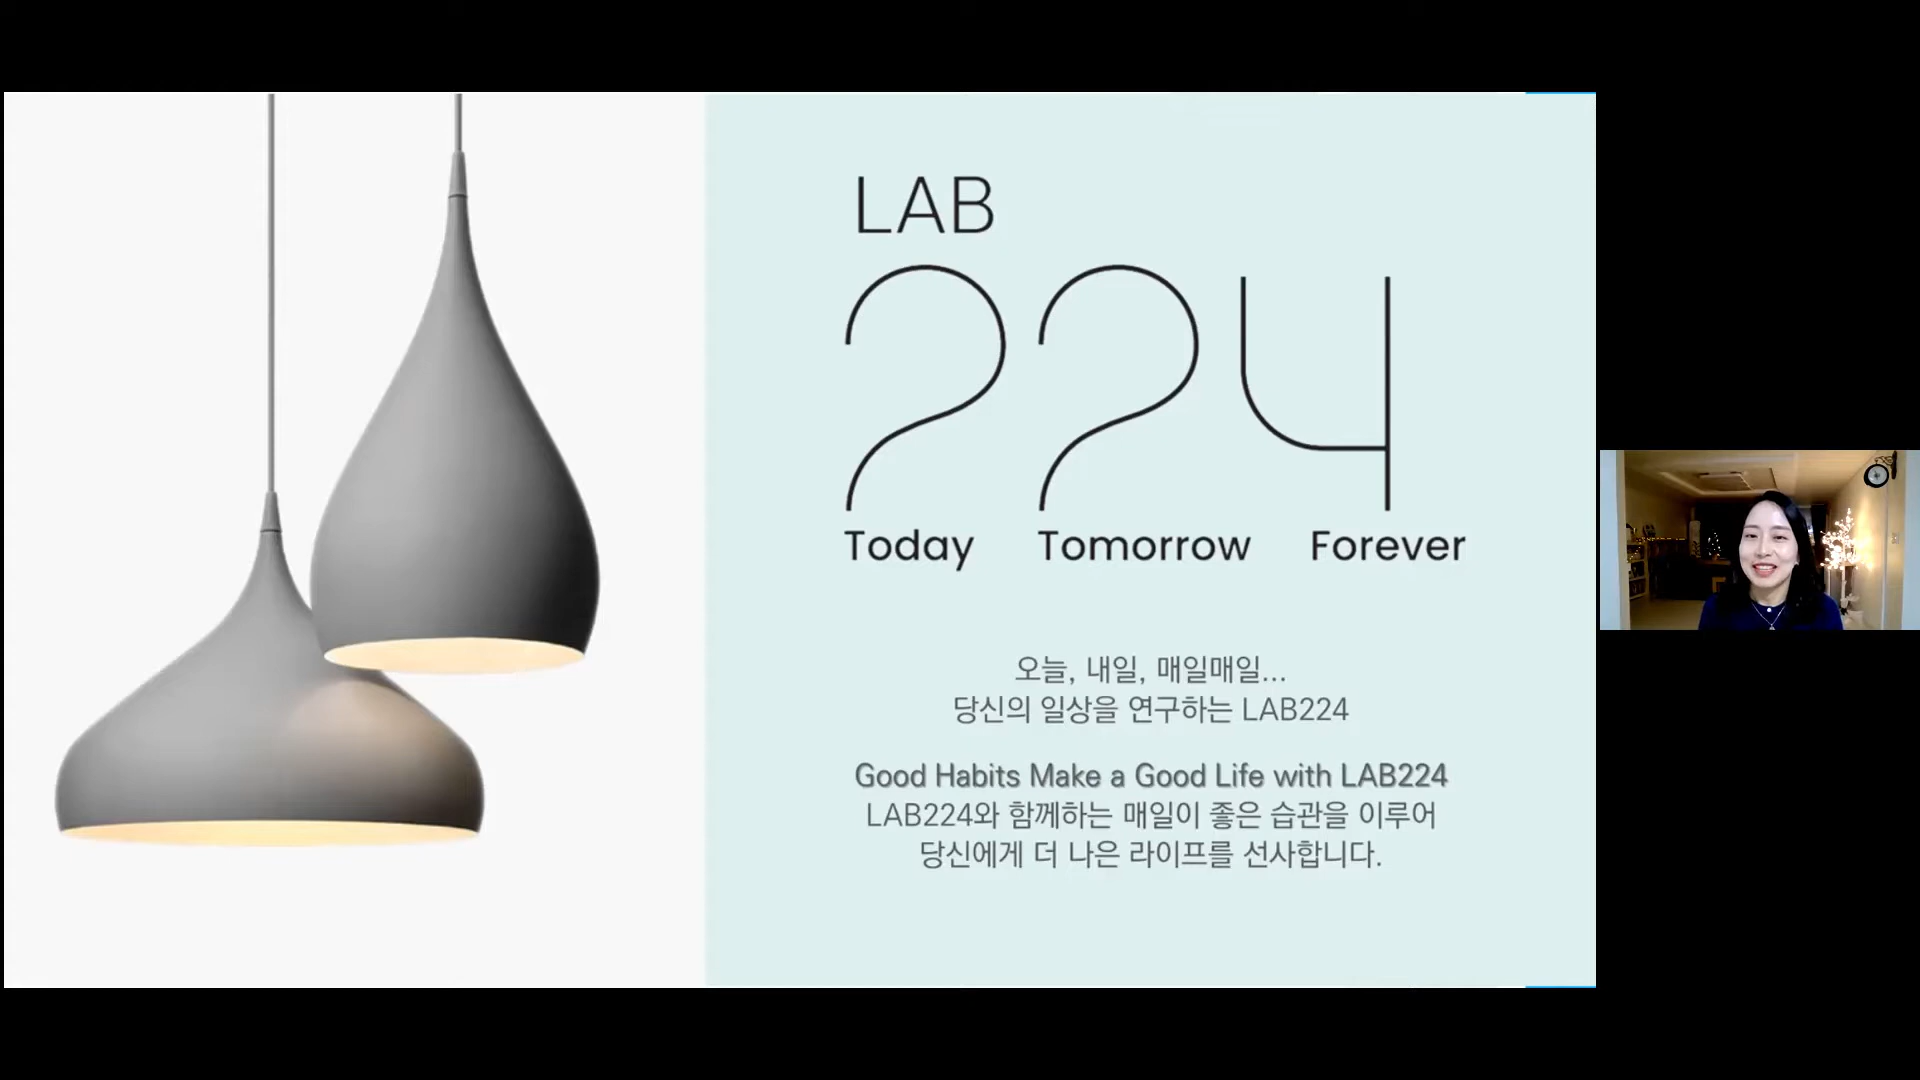 LAB
224
Today Tomorrow Forever
오늘, 내일, 매일매일...
당신의 일상을 연구하는 LAB224
Good Habits Make a Good Life with LAB224
LAB224와 함께하는 매일이 좋은 습관을 이루어
당신에게 더 나은 라이프를 선사합니다.